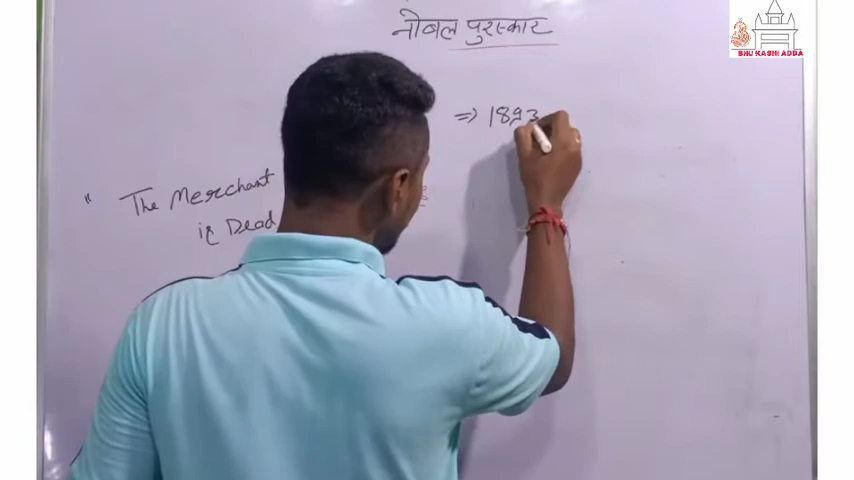 नोबल पुरस्कार
BHU KASHI ADDA
⇒ 1893
" The Merchant
is Dead